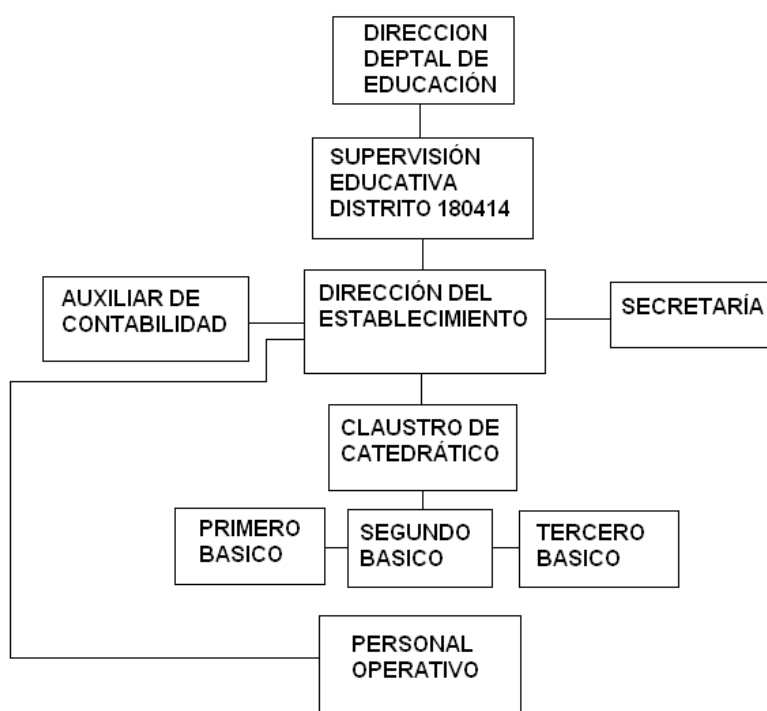 DIRECCION
DEPTAL DE
EDUCACIÓN
SUPERVISIÓN
EDUCATIVA
DISTRITO 180414
AUXILIAR DE
CONTABILIDAD
DIRECCIÓN DEL
ESTABLECIMIENTO
SECRETARÍA
CLAUSTRO DE
CATEDRÁTICO
PRIMERO
BASICO
SEGUNDO
BASICO
TERCERO
BASICO
PERSONAL
OPERATIVO